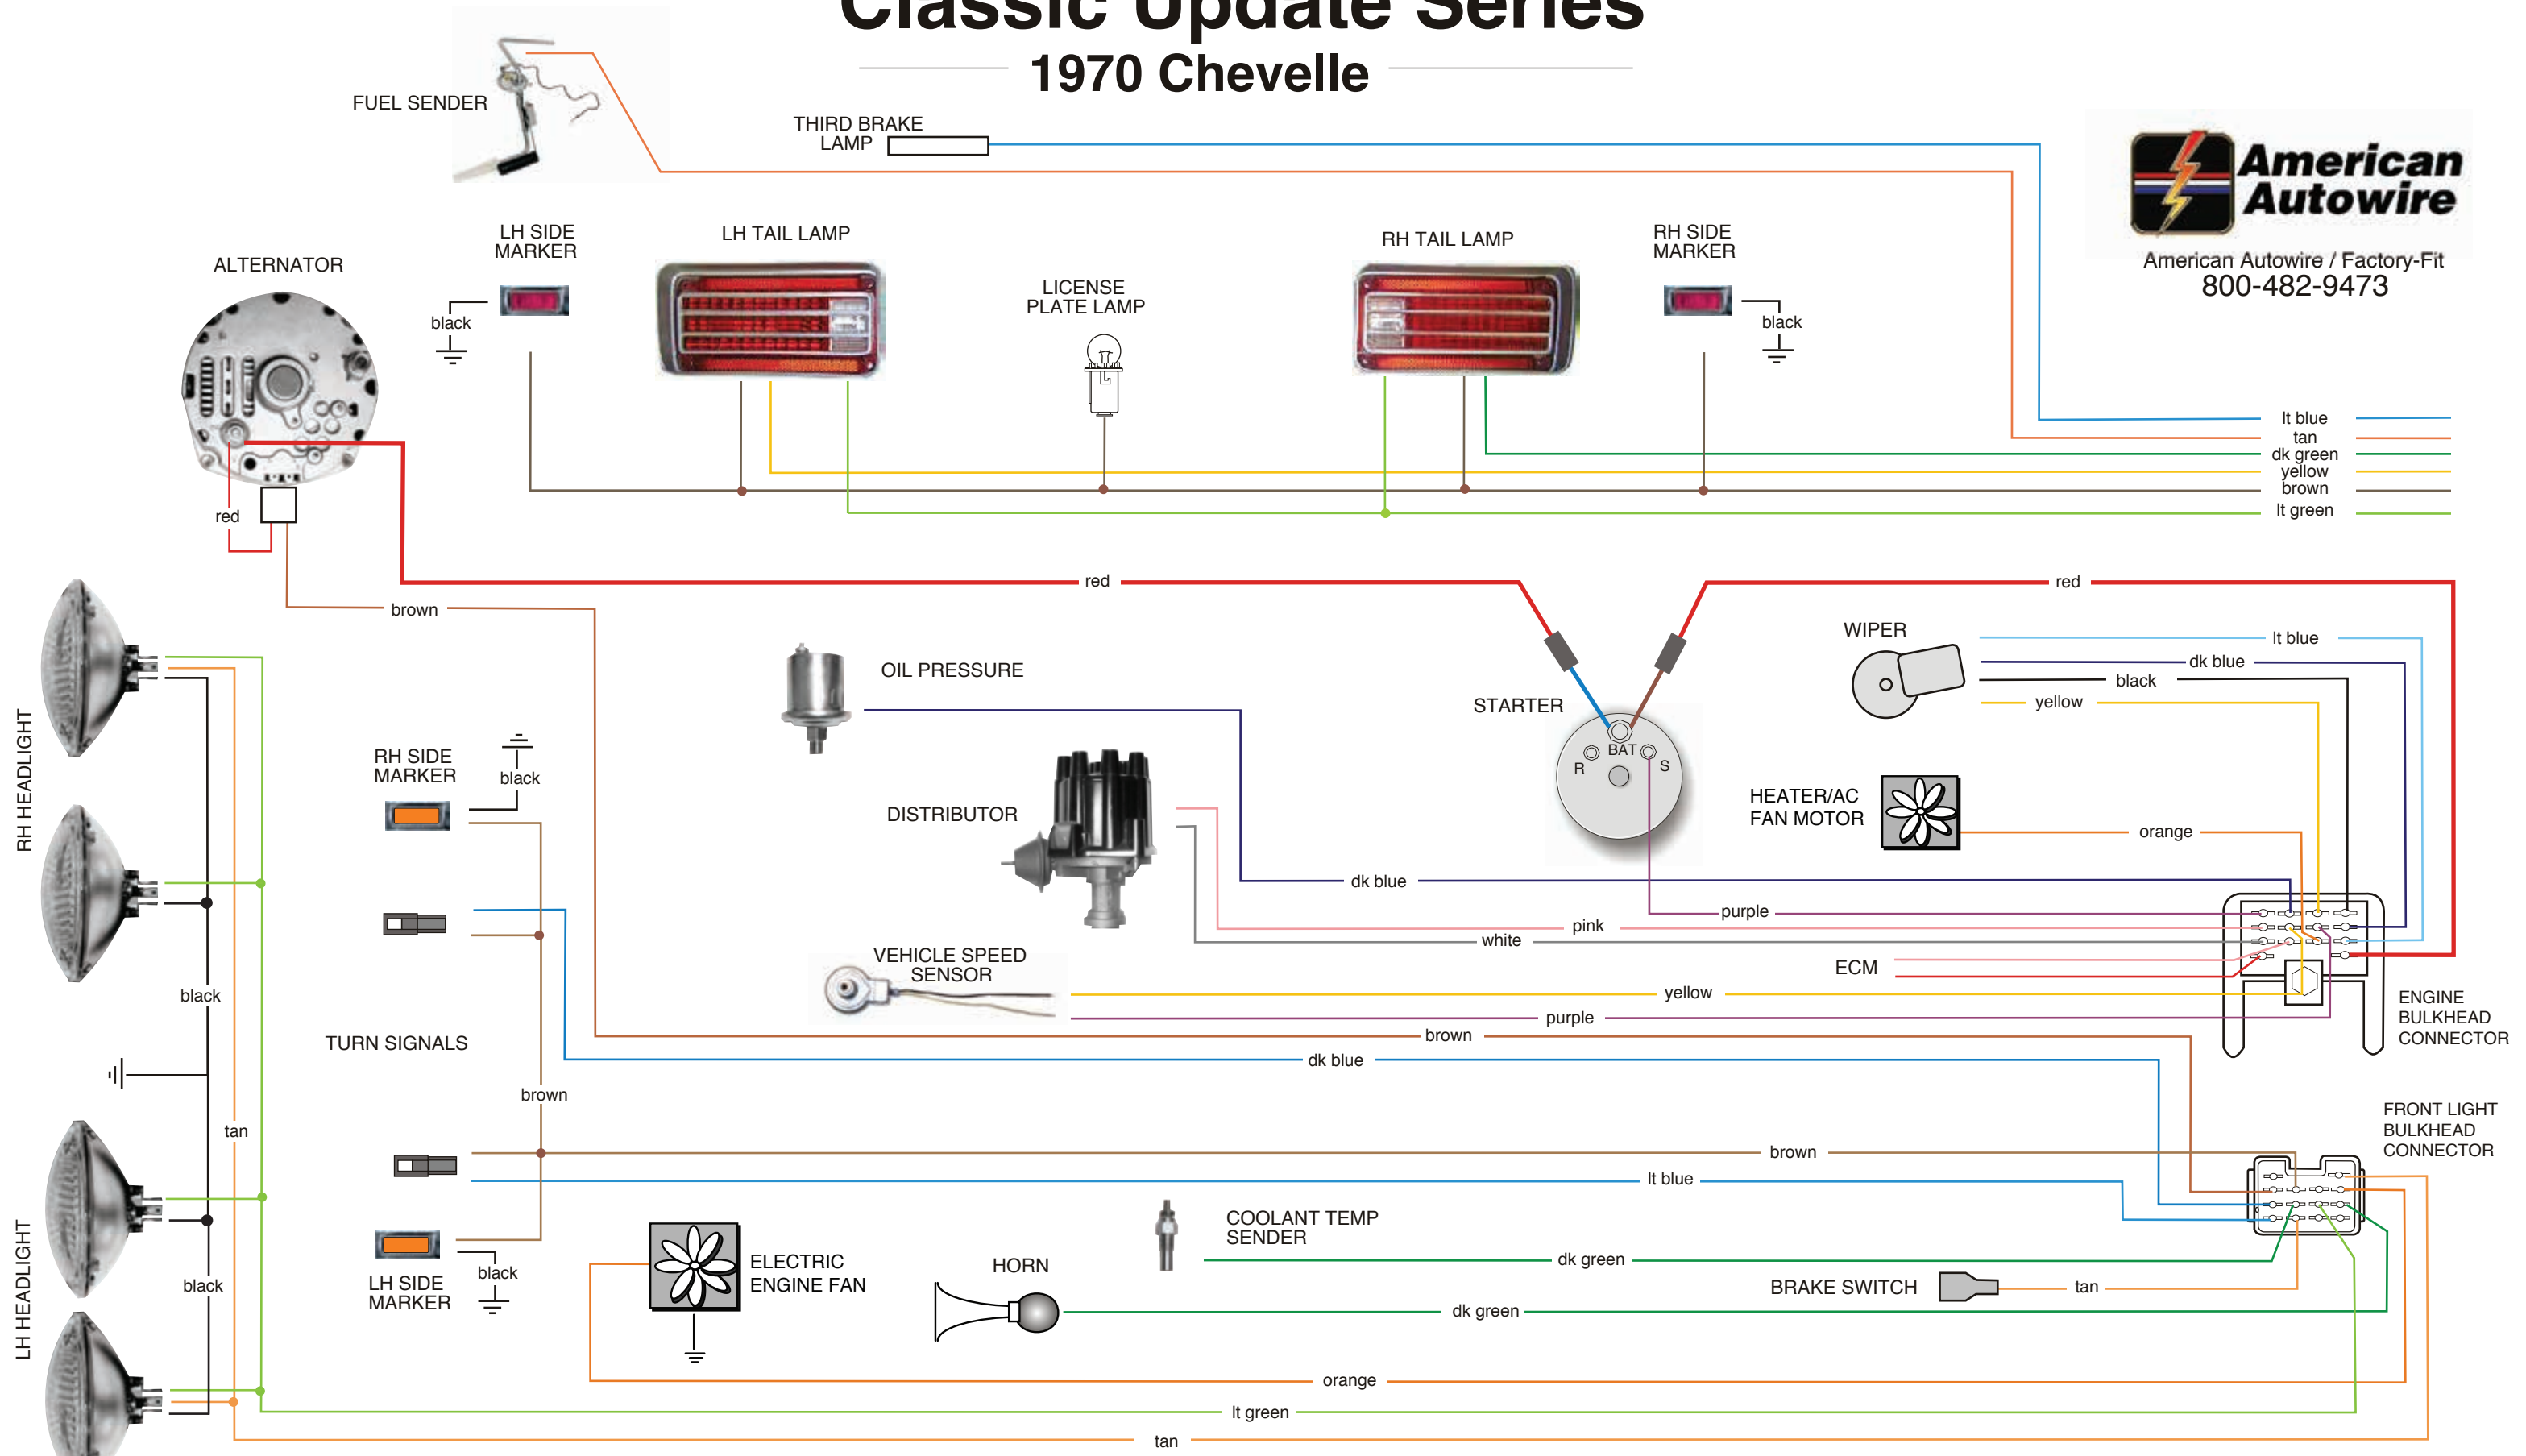 Classic Update Series
1970 Chevelle
FUEL SENDER
THIRD BRAKE
LAMP
American
Autowire
American Autowire / Factory-Fit
800-482-9473
ALTERNATOR
LH SIDE
MARKER
LH TAIL LAMP
LICENSE
PLATE LAMP
RH TAIL LAMP
RH SIDE
MARKER
black
black
lt blue
tan
dk green
yellow
brown
lt green
red
red
red
brown
WIPER
lt blue
dk blue
black
yellow
OIL PRESSURE
STARTER
BAT
R
S
RH HEADLIGHT
RH SIDE
MARKER
black
DISTRIBUTOR
HEATER/AC
FAN MOTOR
orange
dk blue
purple
pink
white
VEHICLE SPEED
SENSOR
ECM
yellow
purple
ENGINE
BULKHEAD
CONNECTOR
black
TURN SIGNALS
brown
dk blue
brown
tan
FRONT LIGHT
BULKHEAD
CONNECTOR
brown
lt blue
LH HEADLIGHT
COOLANT TEMP
SENDER
dk green
ELECTRIC
ENGINE FAN
HORN
BRAKE SWITCH
tan
black
LH SIDE
MARKER
black
dk green
orange
lt green
tan